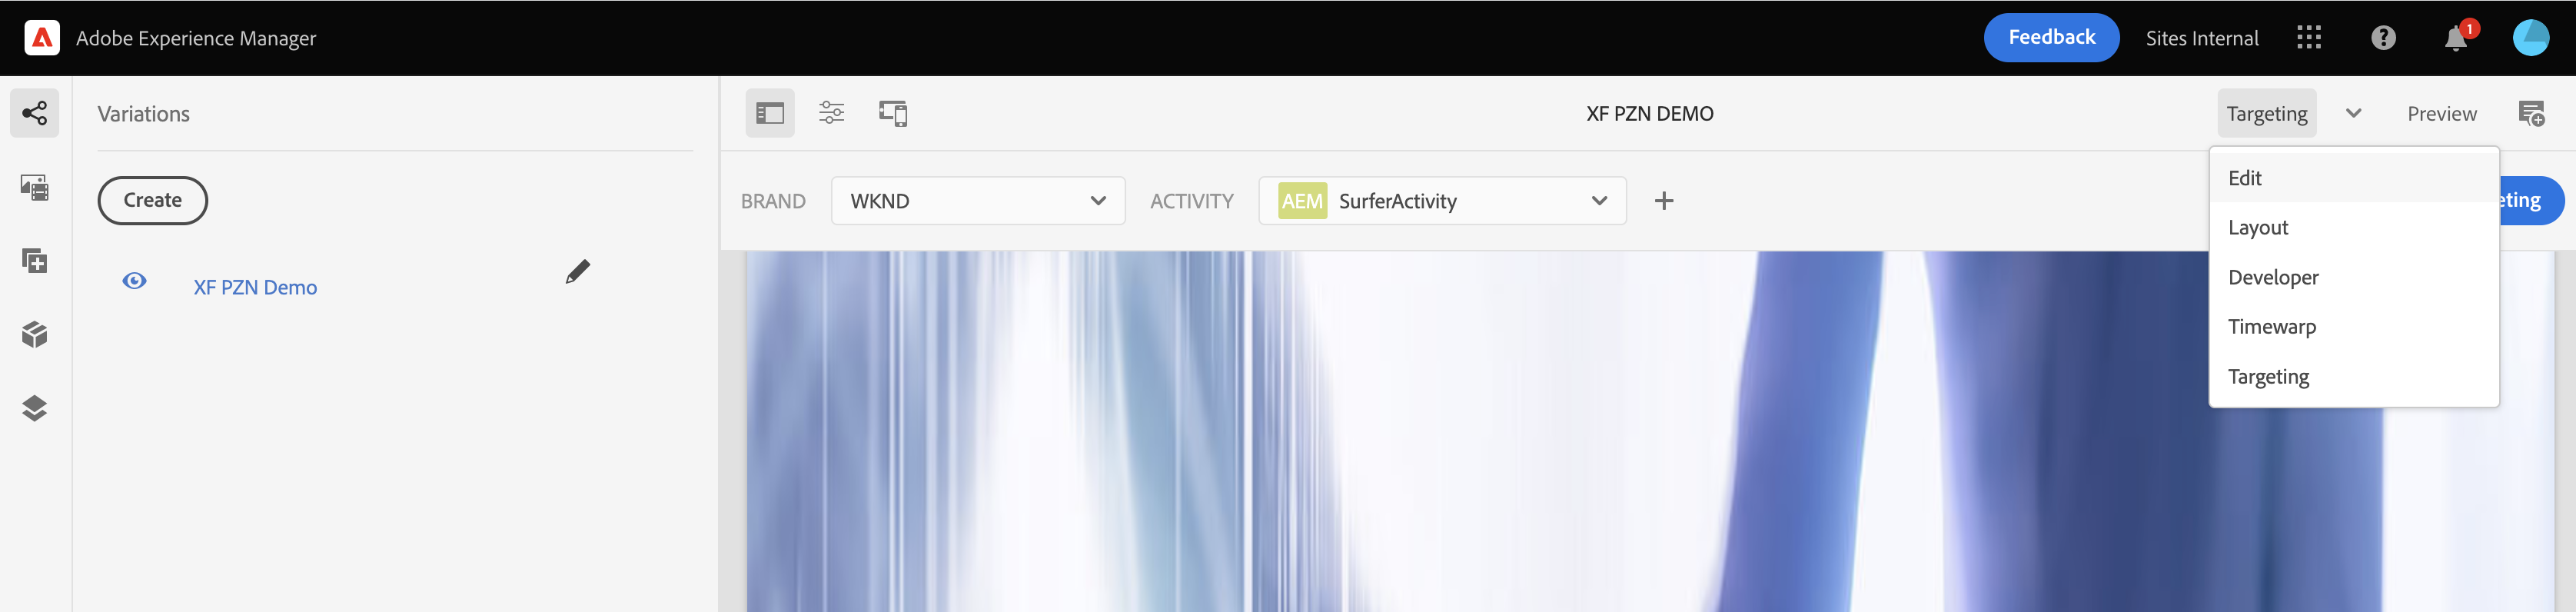 Adobe Experience Manager
Feedback
Sites Internal
1
Variations
XF PZN DEMO
Targeting
Preview
Create
BRAND
WKND
ACTIVITY
AEM
SurferActivity
eting
XF PZN Demo
Edit
Layout
Developer
Timewarp
Targeting